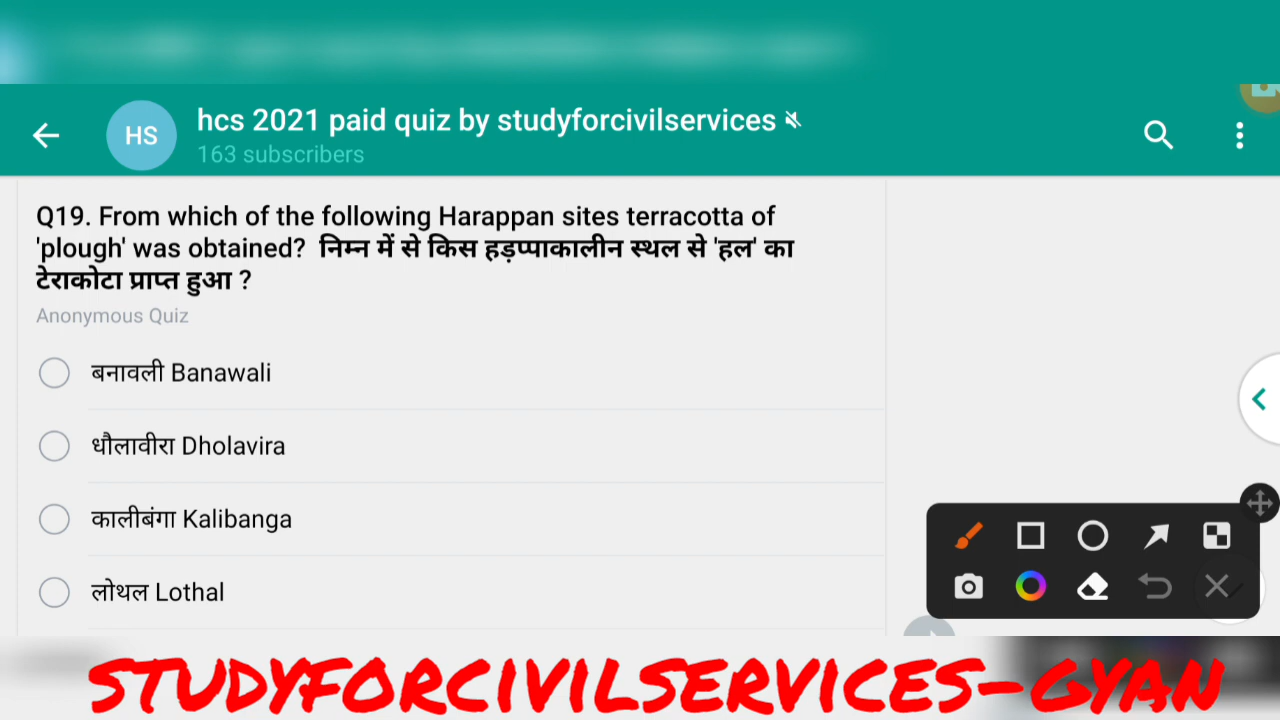 HS
hcs 2021 paid quiz by studyforcivilservices
163 subscribers
Q19. From which of the following Harappan sites terracotta of
'plough' was obtained? निम्न में से किस हड़प्पाकालीन स्थल से 'हल' का
टेराकोटा प्राप्त हुआ ?
Anonymous Quiz
बनावली Banawali
धौलावीरा Dholavira
कालीबंगा Kalibanga
लोथल Lothal
STUDYFORCIVILSERVICES-GYAN